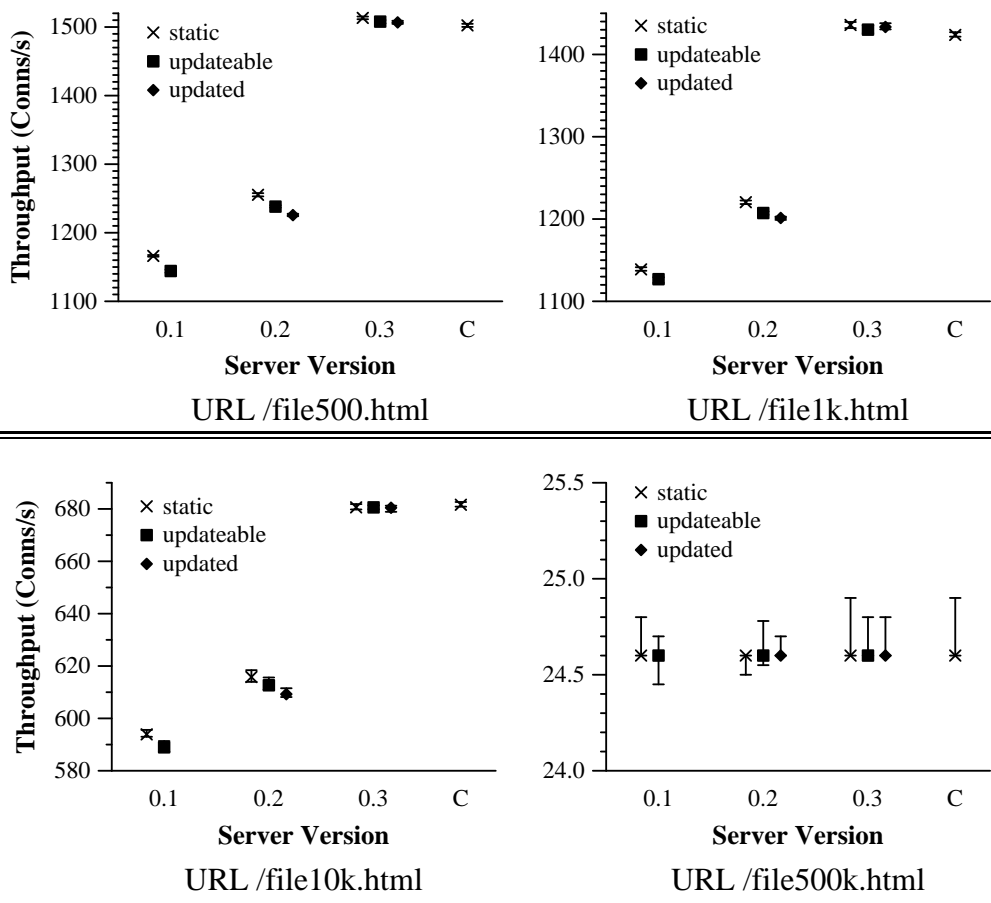 Throughput (Conns/s)
1500
1400
1300
1200
1100
static
updateable
updated
0.1 0.2 0.3 C
Server Version
URL /file500.html
1400
1300
1200
1100
static
updateable
updated
0.1 0.2 0.3 C
Server Version
URL /file1k.html
Throughput (Conns/s)
680
660
640
620
600
580
static
updateable
updated
0.1 0.2 0.3 C
Server Version
URL /file10k.html
25.5
25.0
24.5
24.0
static
updateable
updated
0.1 0.2 0.3 C
Server Version
URL /file500k.html